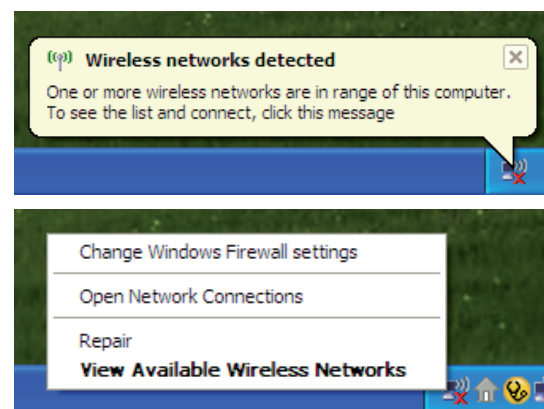 Wireless networks detected
One or more wireless networks are in range of this computer.
To see the list and connect, click this message
Change Windows Firewall settings
Open Network Connections
Repair
View Available Wireless Networks